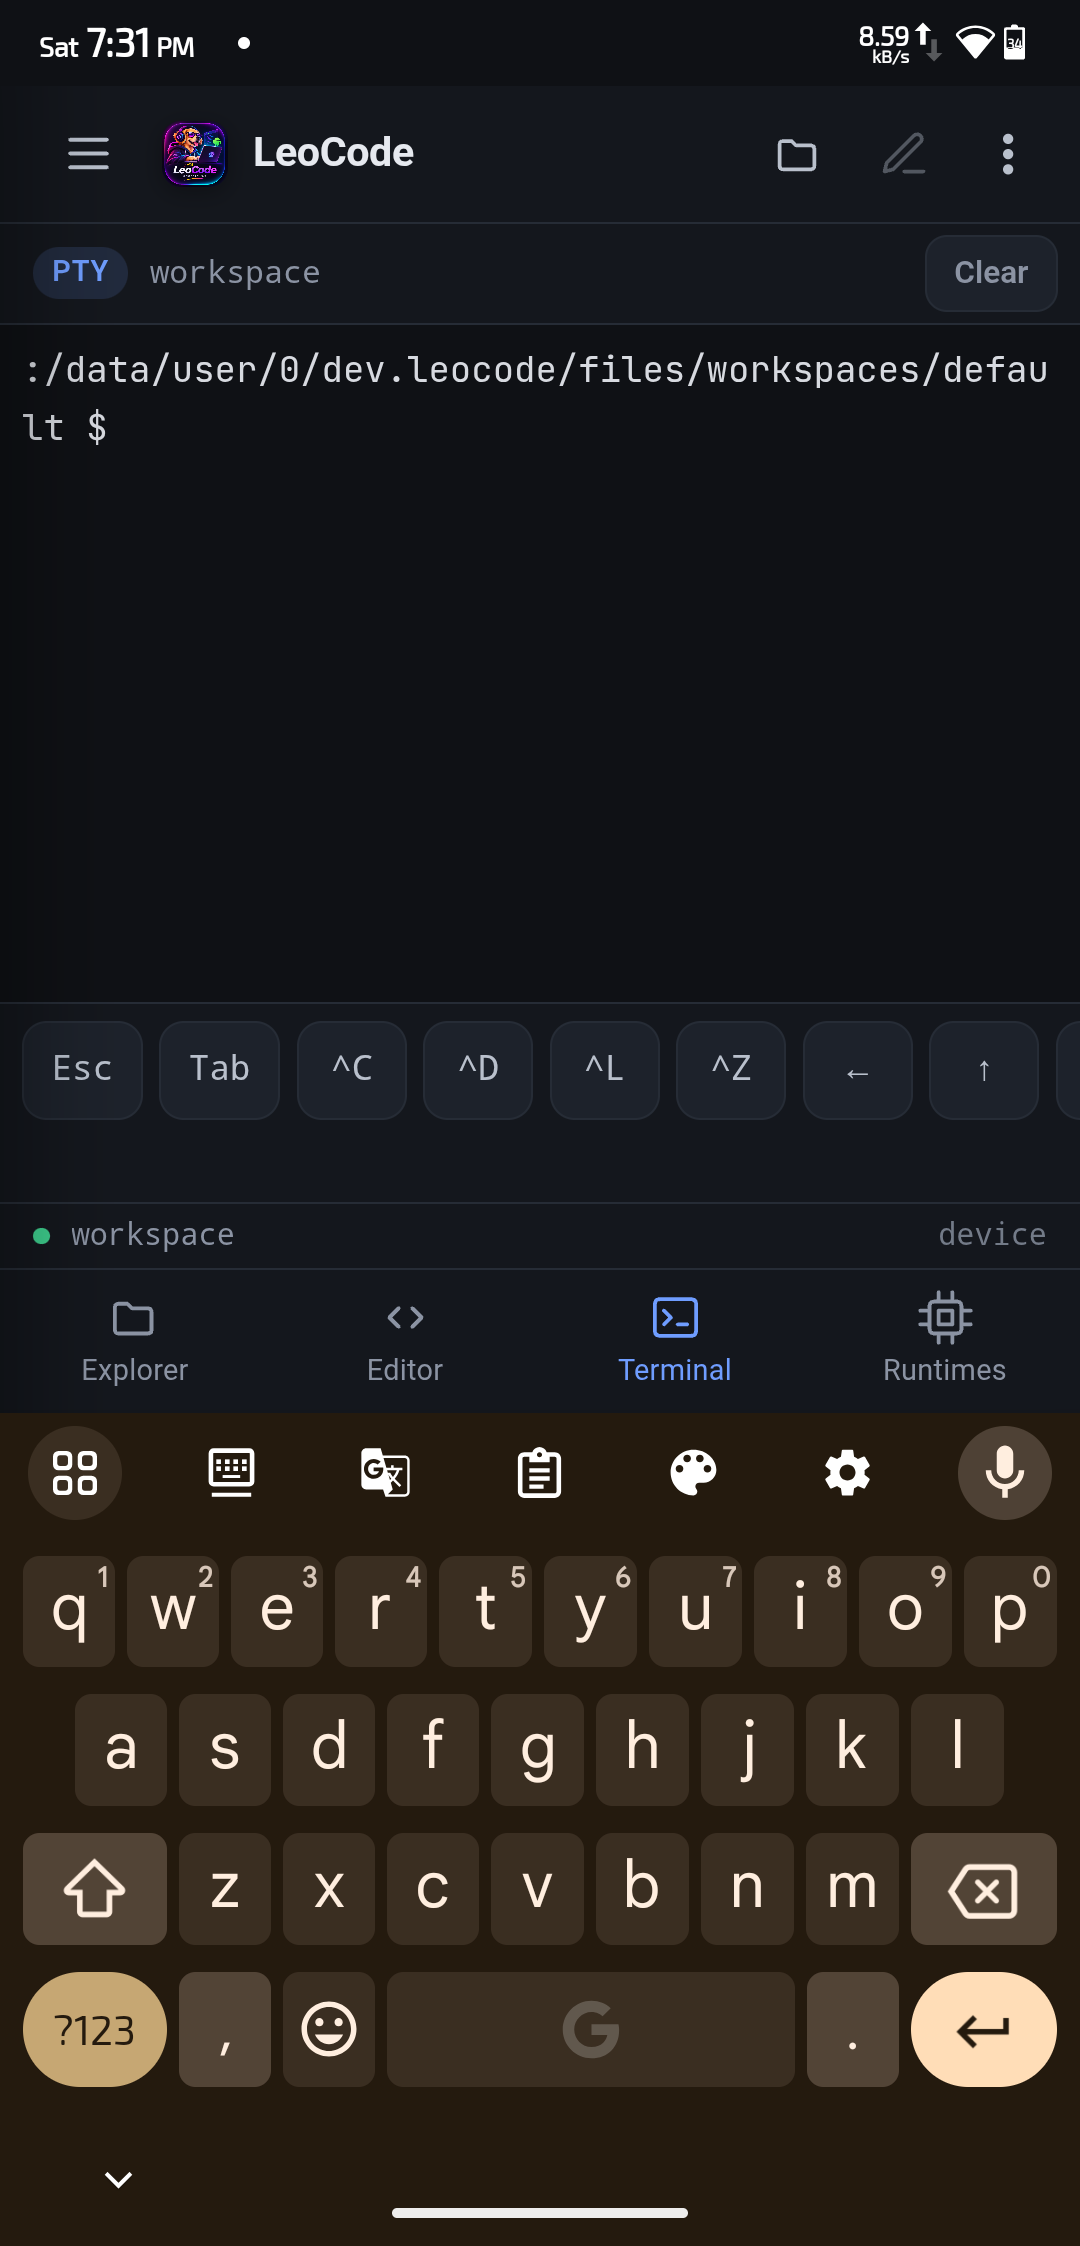 Sat 7:31 PM
8.59
kB/s
34
LeoCode
LeoCode
PTY workspace Clear
:/data/user/0/dev.leocode/files/workspaces/defau
lt $
Esc Tab ^C ^D ^L ^Z ← ↑
workspace device
Explorer Editor Terminal Runtimes
q 1 w 2 e 3 r 4 t 5 y 6 u 7 i 8 o 9 p 0
a s d f g h j k l
z x c v b n m
?123 , G .